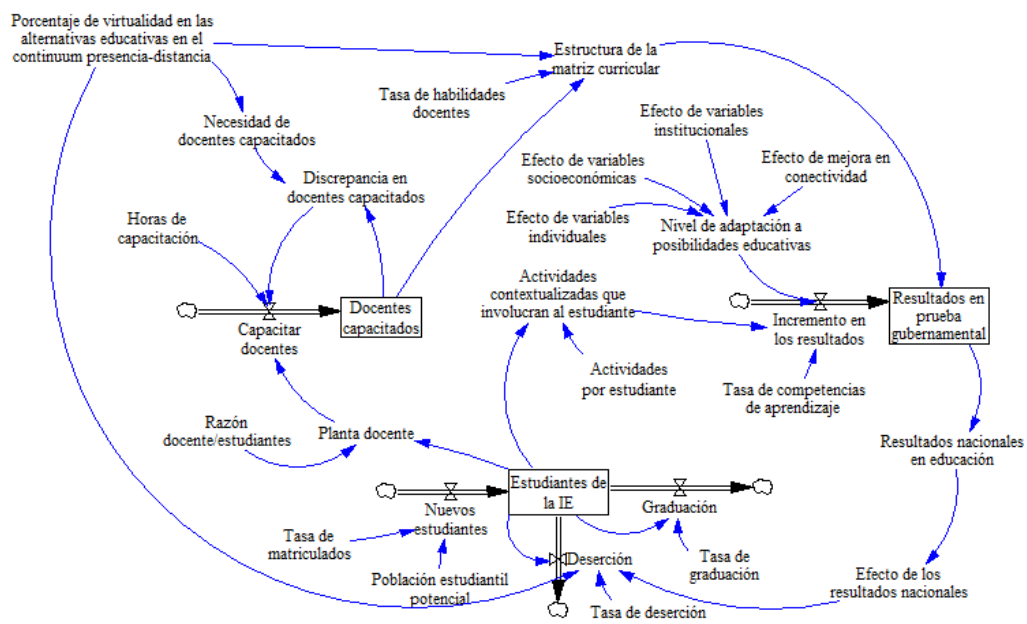 Porcentaje de virtualidad en las
alternativas educativas en el
continuum presencia-distancia
Estructura de la
matriz curricular
Tasa de habilidades
docentes
Necesidad de
docentes capacitados
Efecto de variables
institucionales
Efecto de variables
socioeconómicas
Efecto de mejora en
conectividad
Discrepancia en
docentes capacitados
Horas de
capacitación
Efecto de variables
individuales
Nivel de adaptación a
posibilidades educativas
Actividades
contextualizadas que
involucran al estudiante
Docentes
capacitados
Capacitar
docentes
Resultados en
prueba
gubernamental
Incremento en
los resultados
Actividades
por estudiante
Tasa de competencias
de aprendizaje
Razón
docente/estudiantes
Planta docente
Resultados nacionales
en educación
Estudiantes de
la IE
Nuevos
estudiantes
Graduación
Tasa de
matriculados
Población estudiantil
potencial
Deserción
Tasa de
graduación
Efecto de los
resultados nacionales
Tasa de deserción